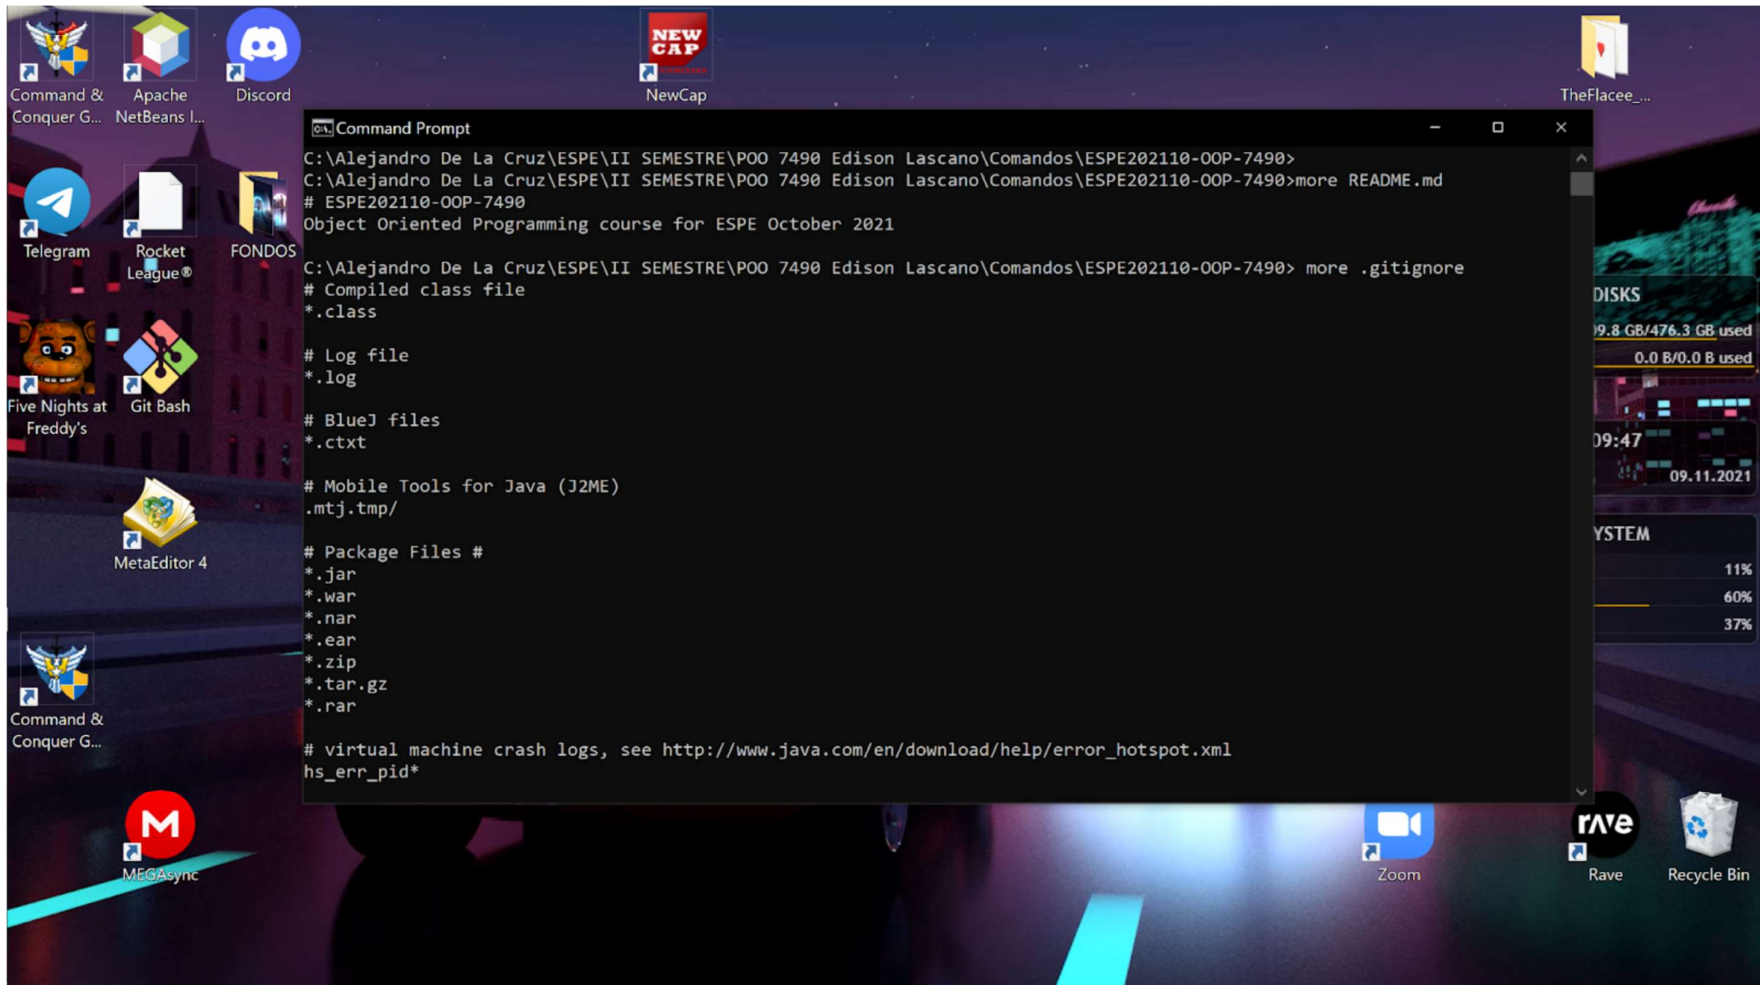 Command &
Conquer G...
Apache
NetBeans I...
Discord
NEW
CAP
NewCap
TheFlacee_...
Command Prompt
C:\Alejandro De La Cruz\ESPE\II SEMESTRE\POO 7490 Edison Lascano\Comandos\ESPE202110-OOP-7490>
C:\Alejandro De La Cruz\ESPE\II SEMESTRE\POO 7490 Edison Lascano\Comandos\ESPE202110-OOP-7490>more README.md
# ESPE202110-OOP-7490
Object Oriented Programming course for ESPE October 2021
C:\Alejandro De La Cruz\ESPE\II SEMESTRE\POO 7490 Edison Lascano\Comandos\ESPE202110-OOP-7490> more .gitignore
# Compiled class file
*.class
# Log file
*.log
# BlueJ files
*.ctxt
# Mobile Tools for Java (J2ME)
.mtj.tmp/
# Package Files #
*.jar
*.war
*.nar
*.ear
*.zip
*.tar.gz
*.rar
# virtual machine crash logs, see http://www.java.com/en/download/help/error_hotspot.xml
hs_err_pid*
Telegram
Rocket
League®
FONDOS
Five Nights at
Freddy's
Git Bash
MetaEditor 4
Command &
Conquer G...
M
MEGAsync
DISKS
9.8 GB/476.3 GB used
0.0 B/0.0 B used
09:47
09.11.2021
YSTEM
11%
60%
37%
Zoom
rave
Rave
Recycle Bin